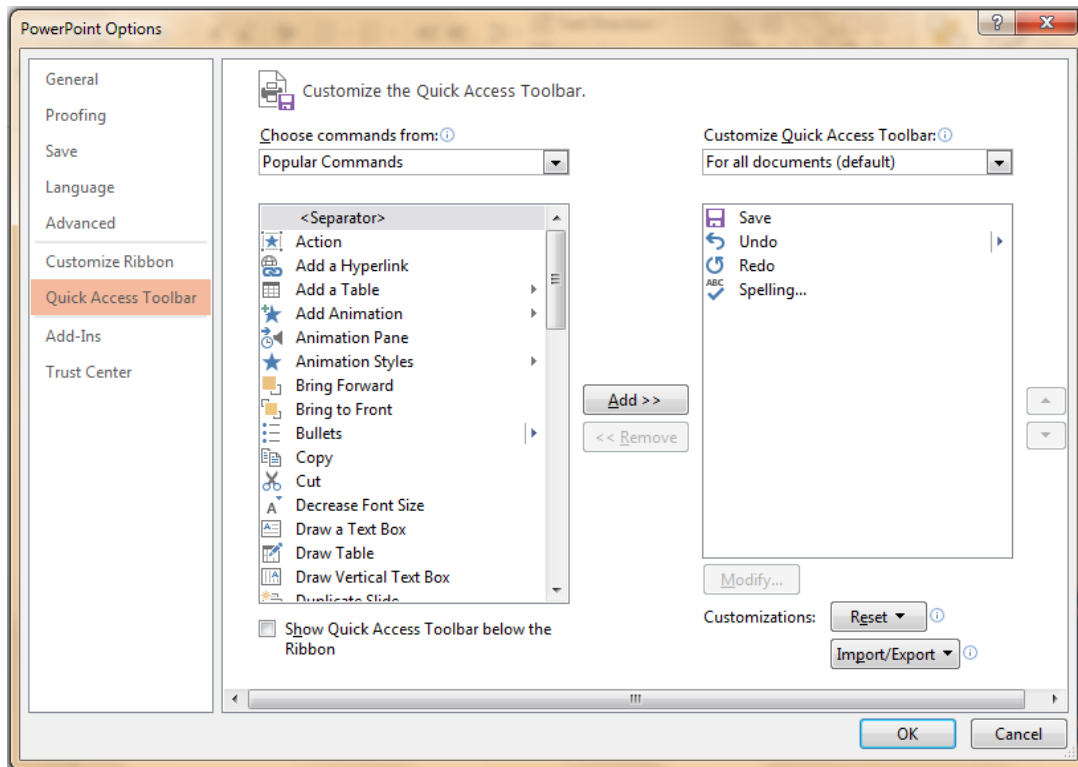 PowerPoint Options
General
Proofing
Save
Language
Advanced
Customize Ribbon
Quick Access Toolbar
Add-Ins
Trust Center
Customize the Quick Access Toolbar.
Choose commands from:
Popular Commands
<Separator>
Action
Add a Hyperlink
Add a Table
Add Animation
Animation Pane
Animation Styles
Bring Forward
Bring to Front
Bullets
Copy
Cut
Decrease Font Size
Draw a Text Box
Draw Table
Draw Vertical Text Box
Duplicate Slide
Show Quick Access Toolbar below the
Ribbon
Add >>
<< Remove
Customize Quick Access Toolbar:
For all documents (default)
Save
Undo
Redo
ABC
Spelling...
Modify...
Customizations:
Reset
Import/Export
OK
Cancel